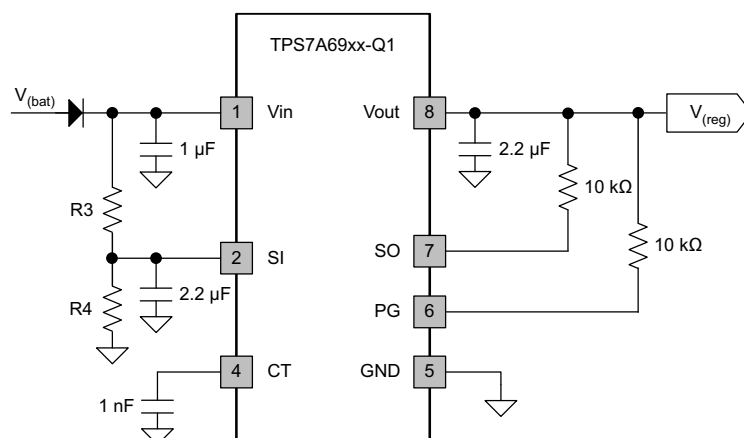 TPS7A69xx-Q1
V(bat)
1
Vin
Vout
8
V(reg)
1 µF
2.2 µF
10 kΩ
R3
SO
7
10 kΩ
2
SI
R4
2.2 µF
PG
6
4
CT
GND
5
1 nF